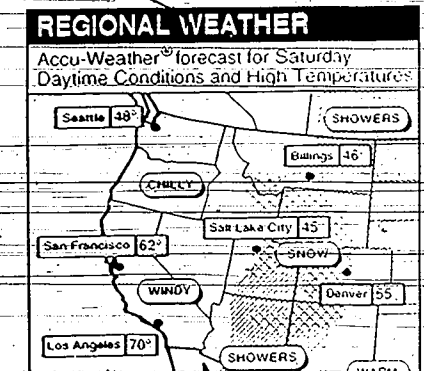 REGIONAL WEATHER
Accu-Weather® forecast for Saturday
Daytime Conditions and High Temperatures
Seattle 48°
SHOWERS
Billings 46°
CHILLY
Salt Lake City 45°
San Francisco 62°
SNOW
WINDY
Denver 55
Los Angeles 70°
SHOWERS
WARM